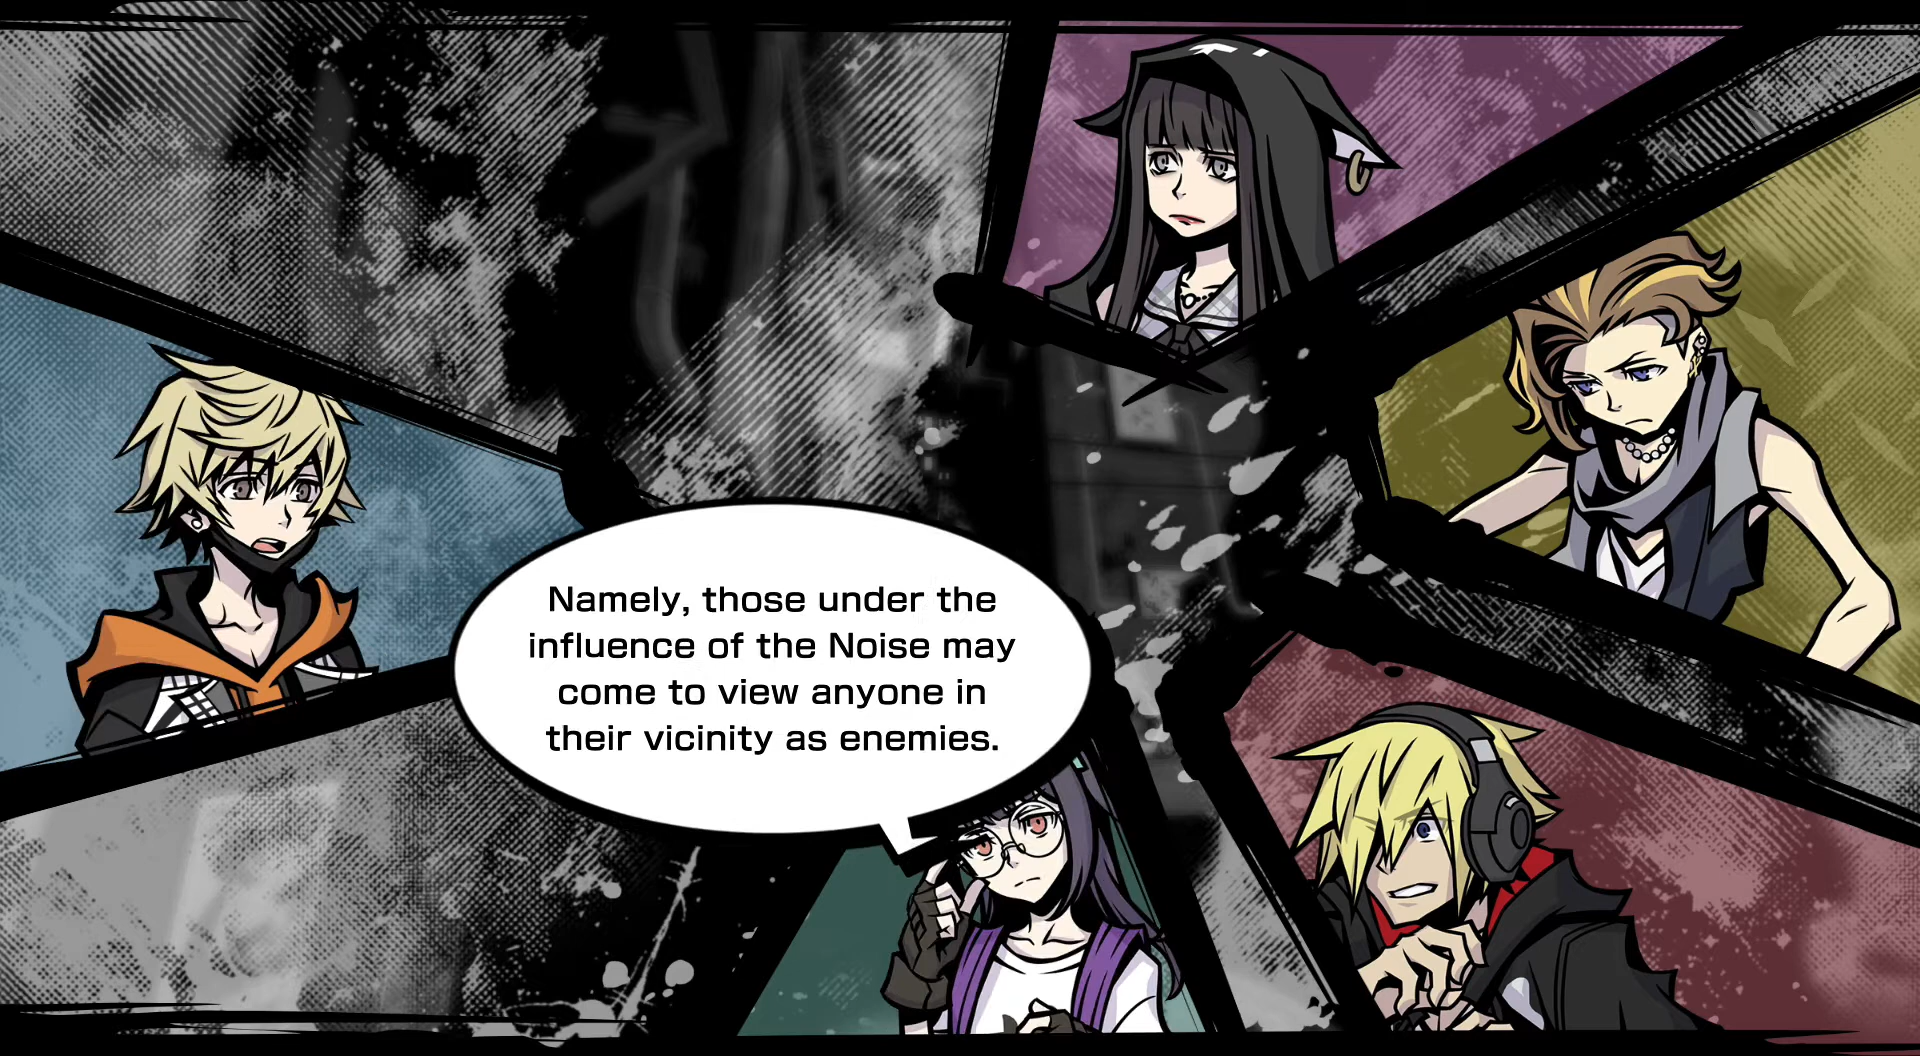 Namely, those under the
influence of the Noise may
come to view anyone in
their vicinity as enemies.